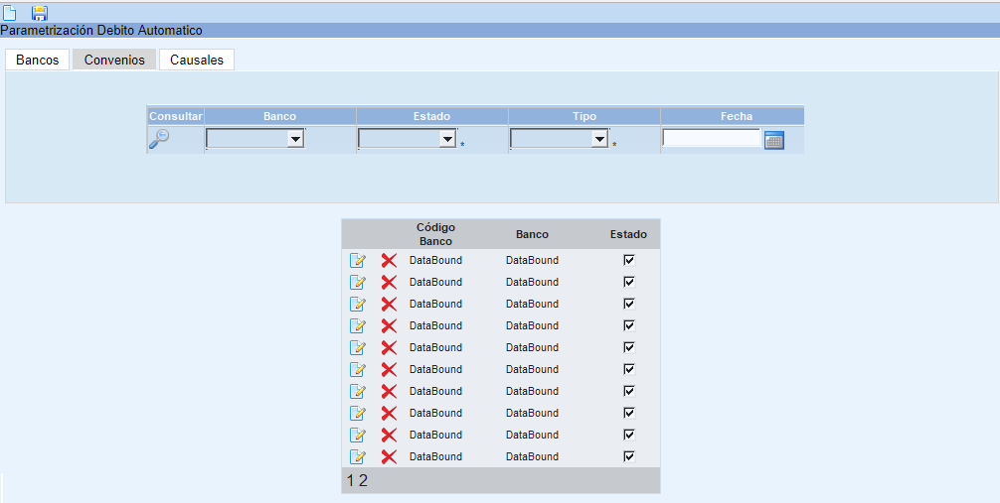 Parametrización Debito Automatico
Bancos Convenios Causales
Consultar Banco Estado Tipo Fecha
* *
Código Banco Banco Estado
DataBound DataBound
DataBound DataBound
DataBound DataBound
DataBound DataBound
DataBound DataBound
DataBound DataBound
DataBound DataBound
DataBound DataBound
DataBound DataBound
DataBound DataBound
1 2